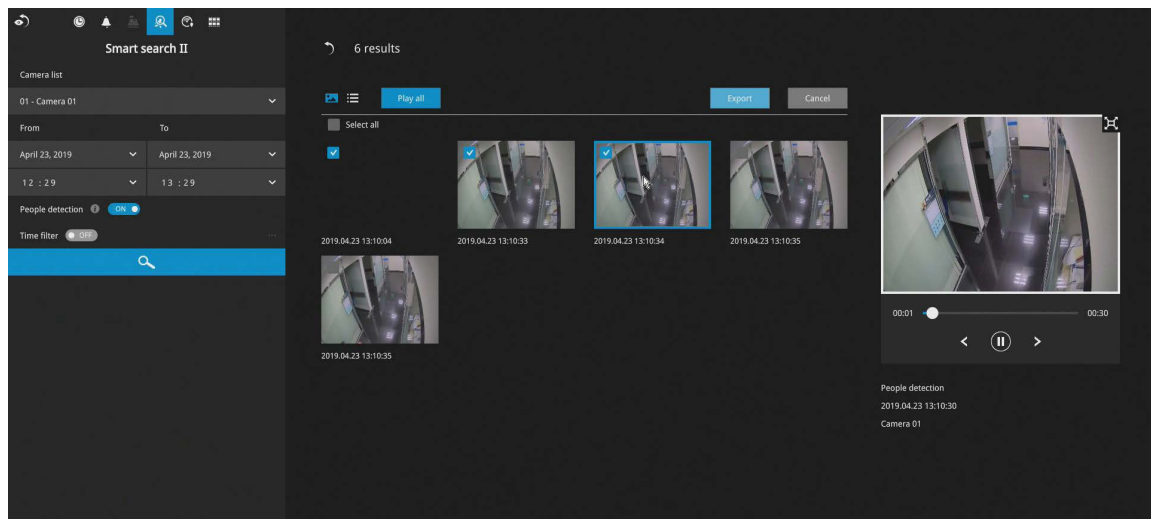 Smart search II
Camera list
01 - Camera 01
From To
April 23, 2019 April 23, 2019
12 : 29 13 : 29
People detection ON
Time filter OFF
6 results
Play all Export Cancel
Select all
2019.04.23 13:10:04 2019.04.23 13:10:33 2019.04.23 13:10:34 2019.04.23 13:10:35
2019.04.23 13:10:35
00:01 00:30
People detection
2019.04.23 13:10:30
Camera 01